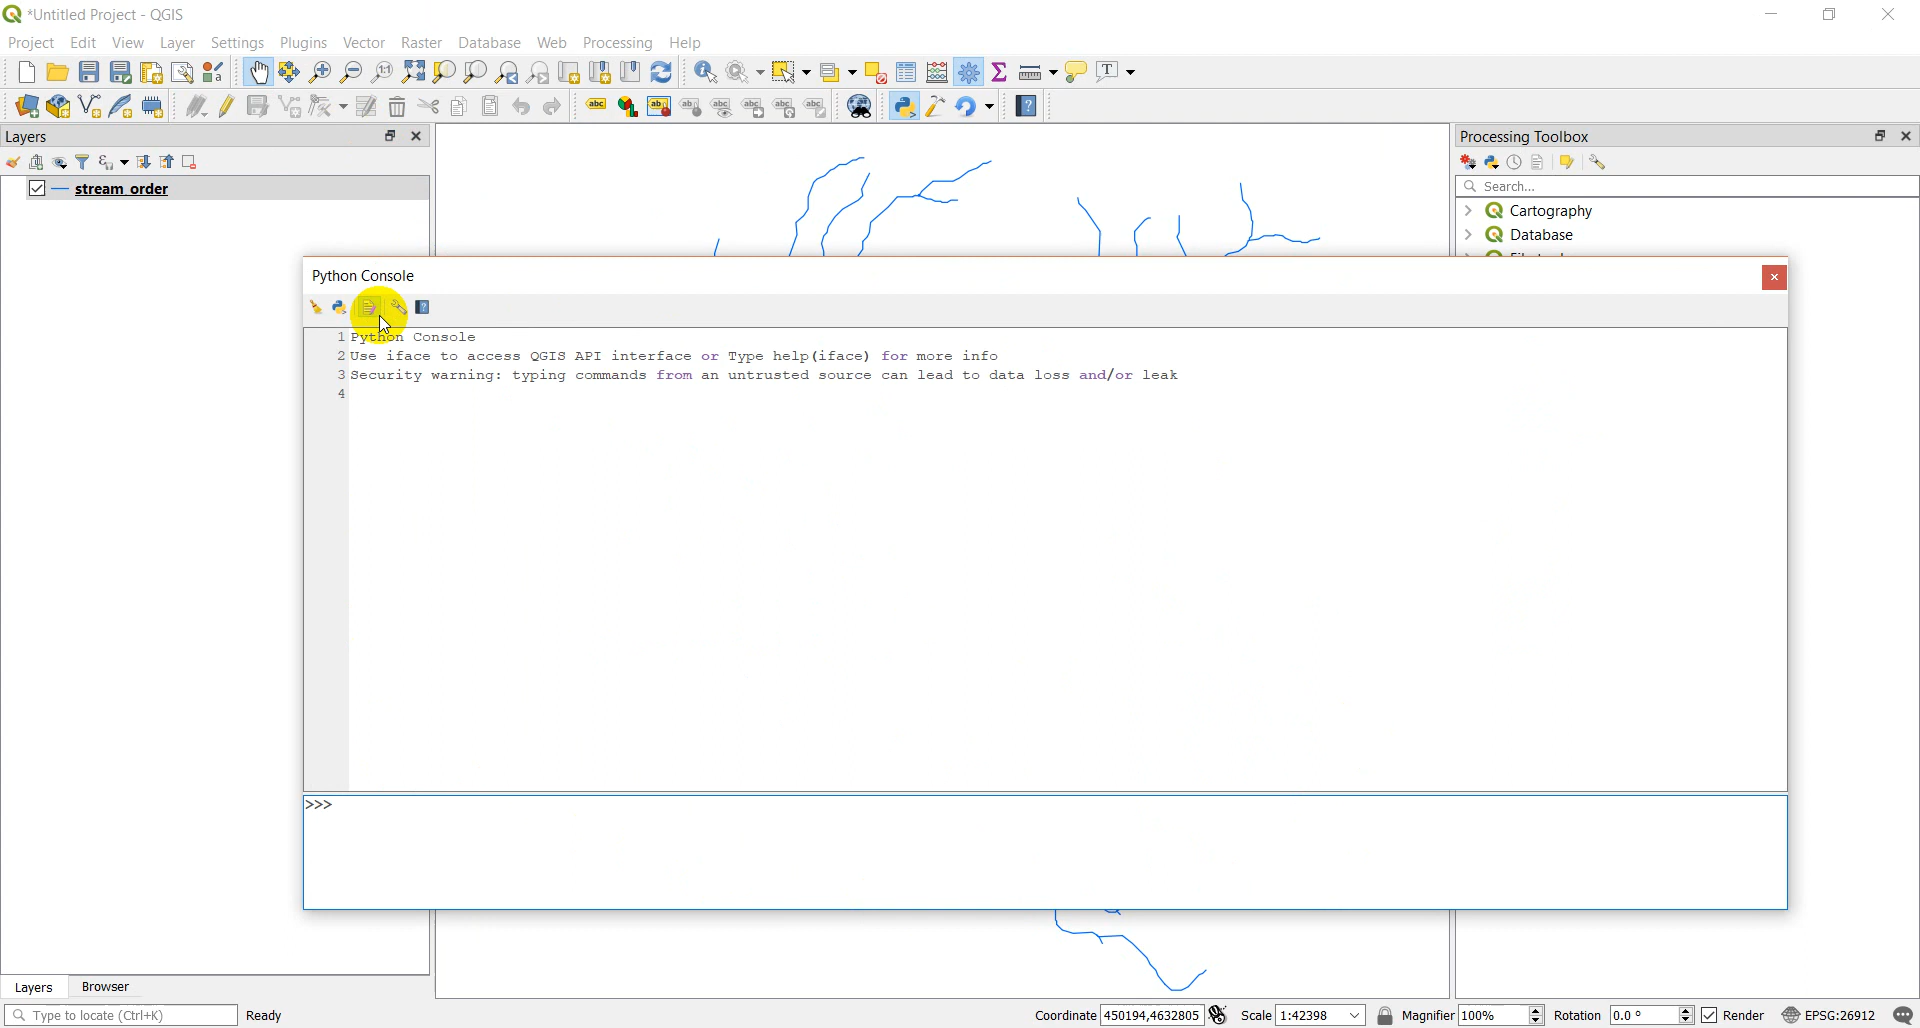 *Untitled Project - QGIS
Project Edit View Layer Settings Plugins Vector Raster Database Web Processing Help
Layers
stream_order
Processing Toolbox
Search...
Cartography
Database
Python Console
1 Python Console
2 Use iface to access QGIS API interface or Type help(iface) for more info
3 Security warning: typing commands from an untrusted source can lead to data loss and/or leak
4
>>>
Layers Browser
Type to locate (Ctrl+K) Ready Coordinate 450194,4632805 Scale 1:42398 Magnifier 100% Rotation 0.0 ° Render EPSG:26912